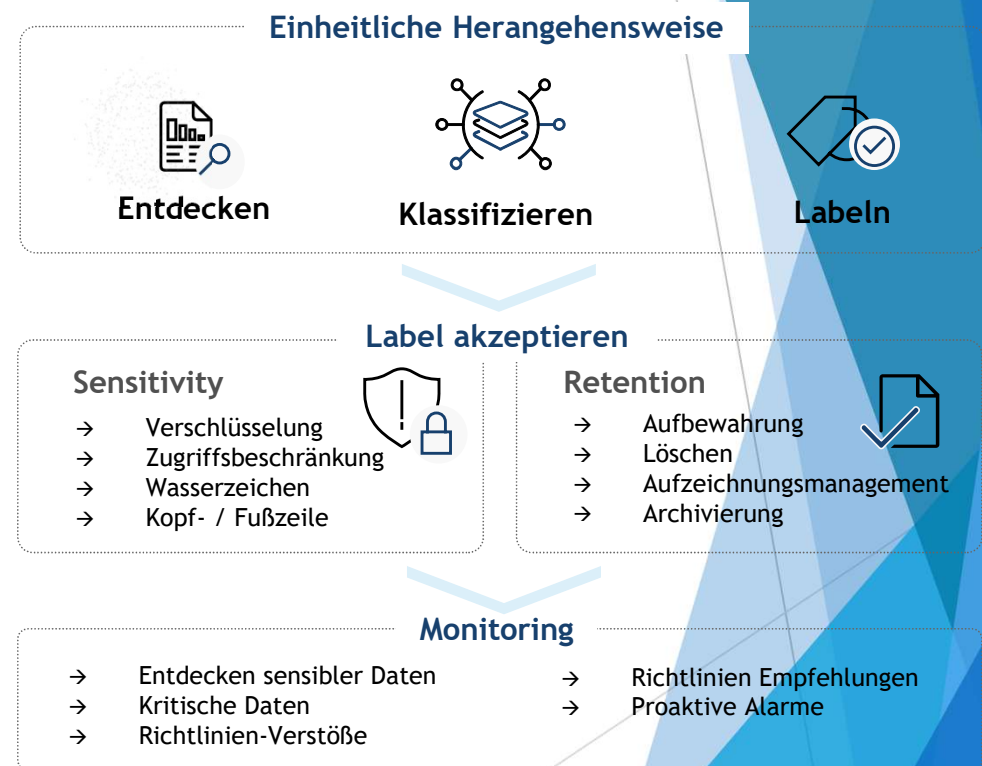 Einheitliche Herangehensweise
Entdecken
Klassifizieren
Labeln
Label akzeptieren
Sensitivity
→ Verschlüsselung
→ Zugriffsbeschränkung
→ Wasserzeichen
→ Kopf- / Fußzeile
Retention
→ Aufbewahrung
→ Löschen
→ Aufzeichnungsmanagement
→ Archivierung
Monitoring
→ Entdecken sensibler Daten
→ Kritische Daten
→ Richtlinien-Verstöße
→ Richtlinien Empfehlungen
→ Proaktive Alarme